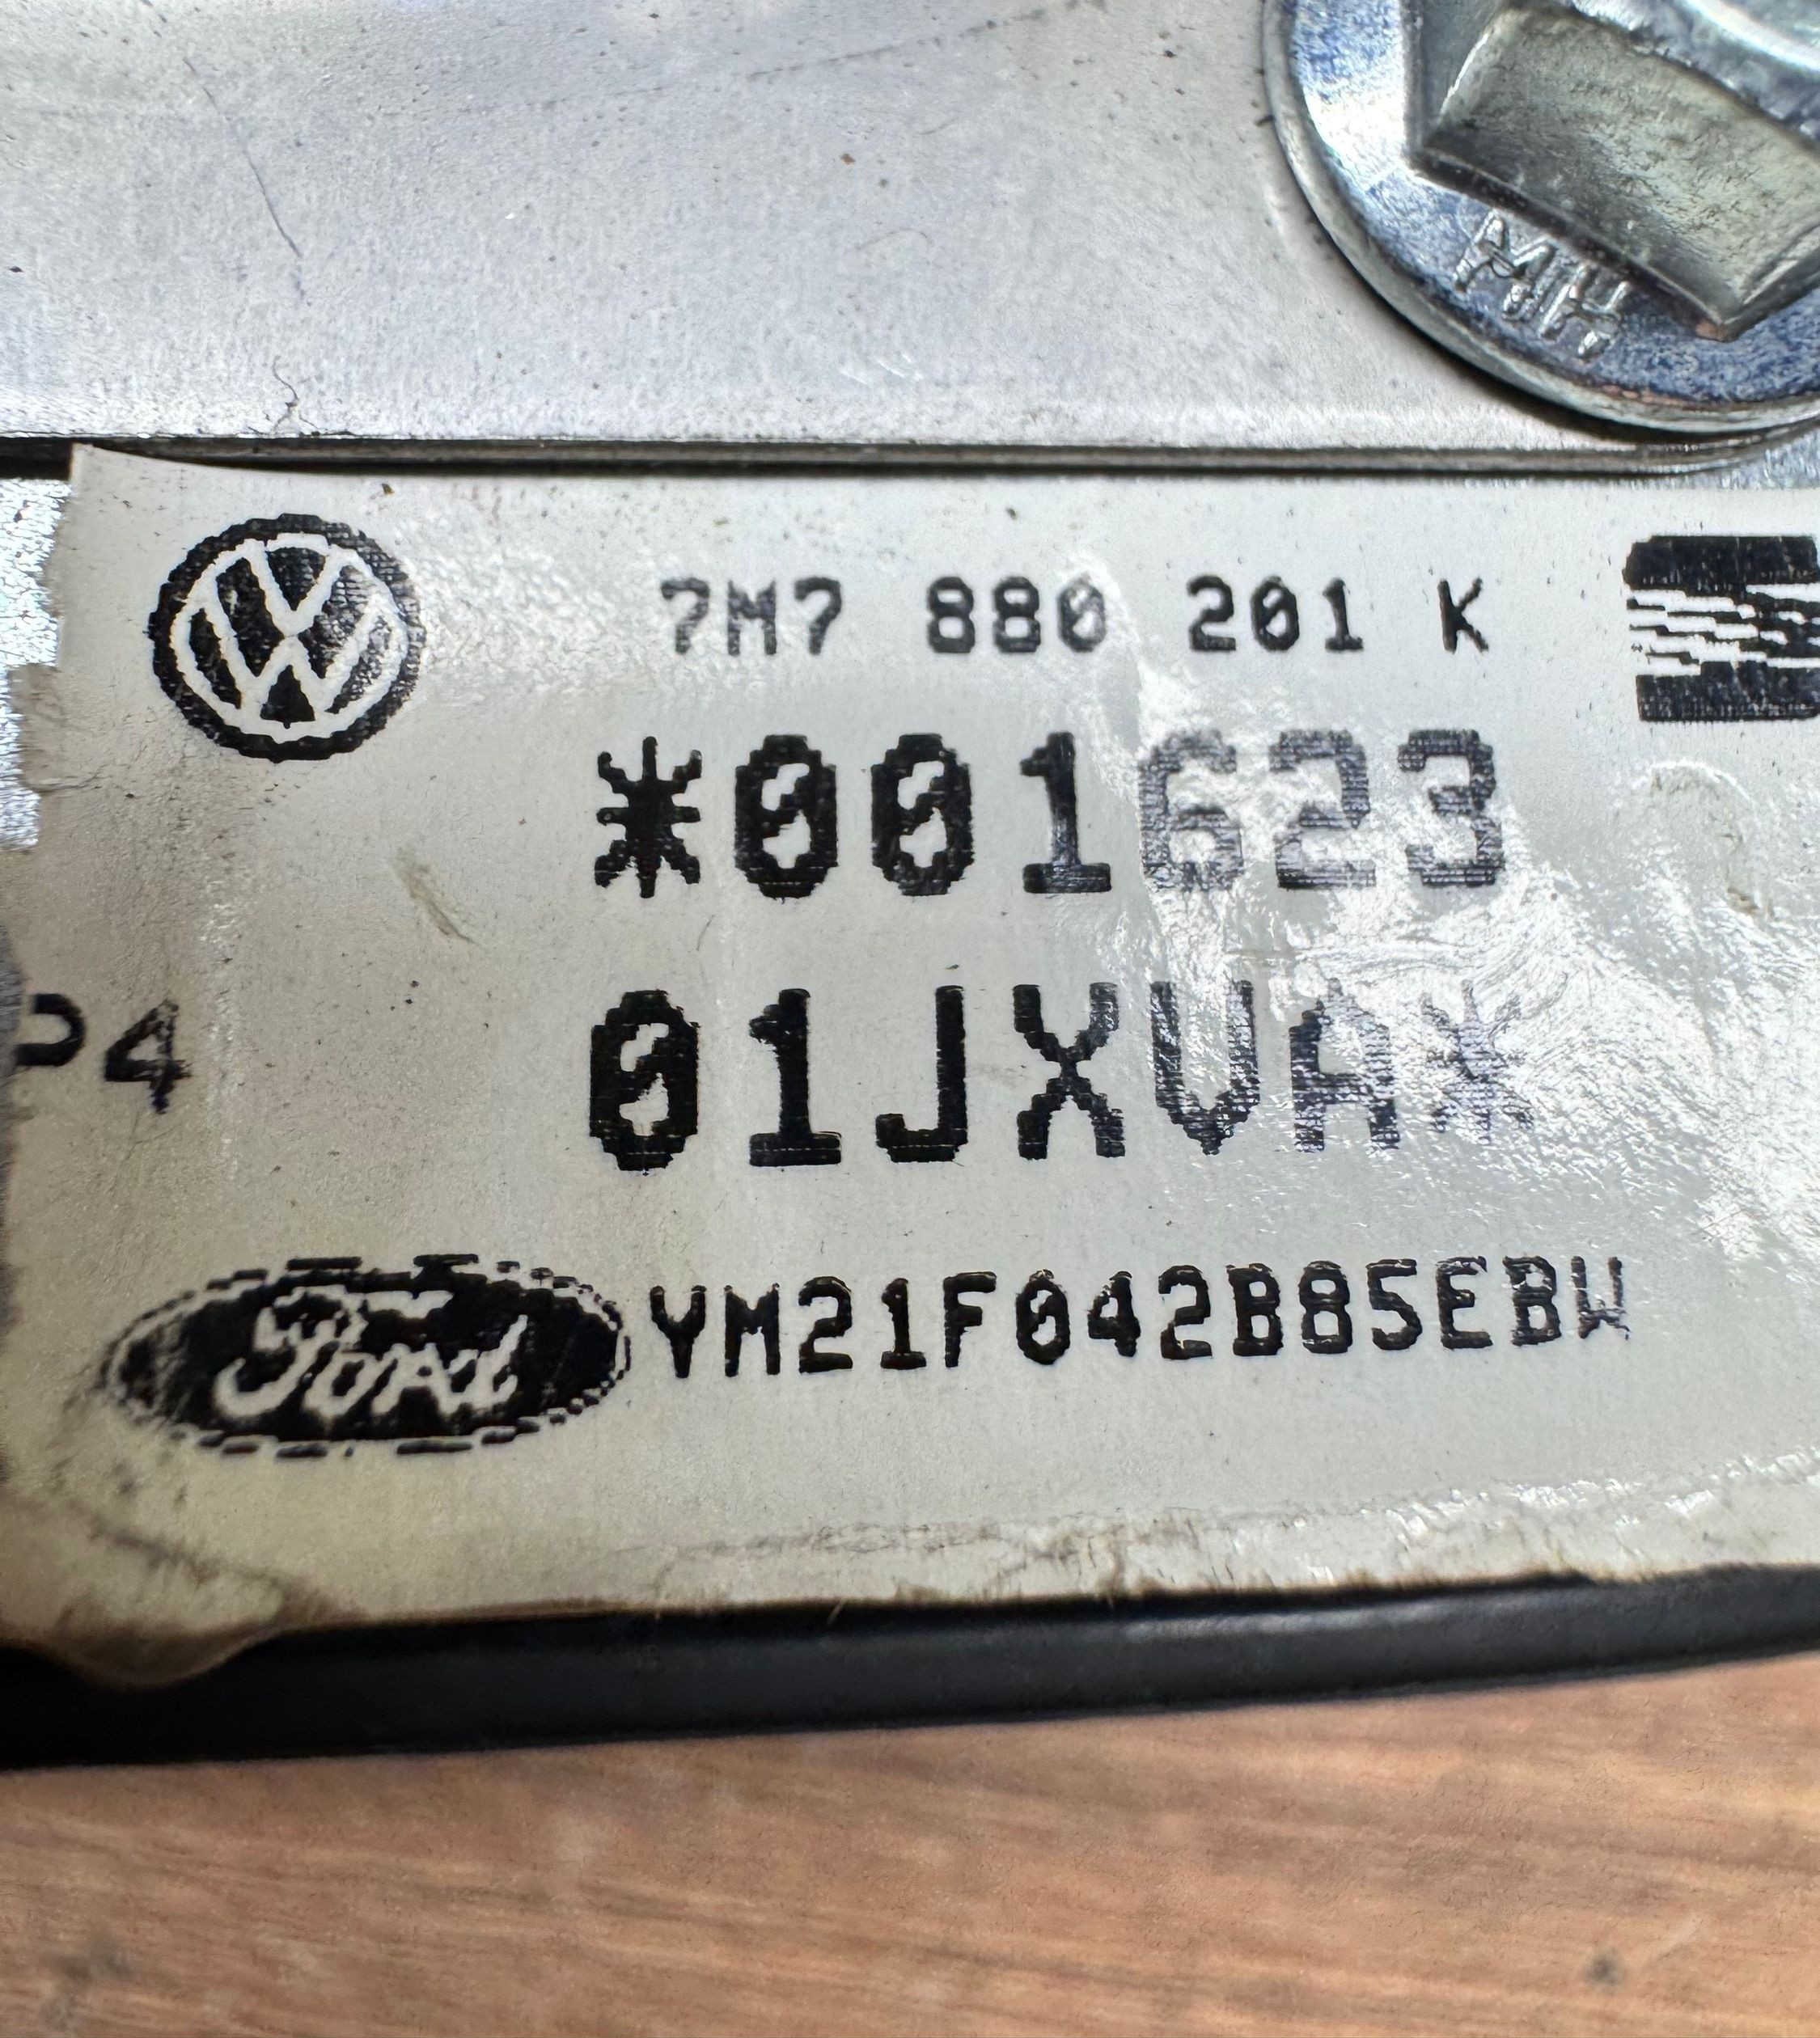 MH
7M7 880 201 K
*001623
01JXVA*
P4
Ford YM21F042B85EBW